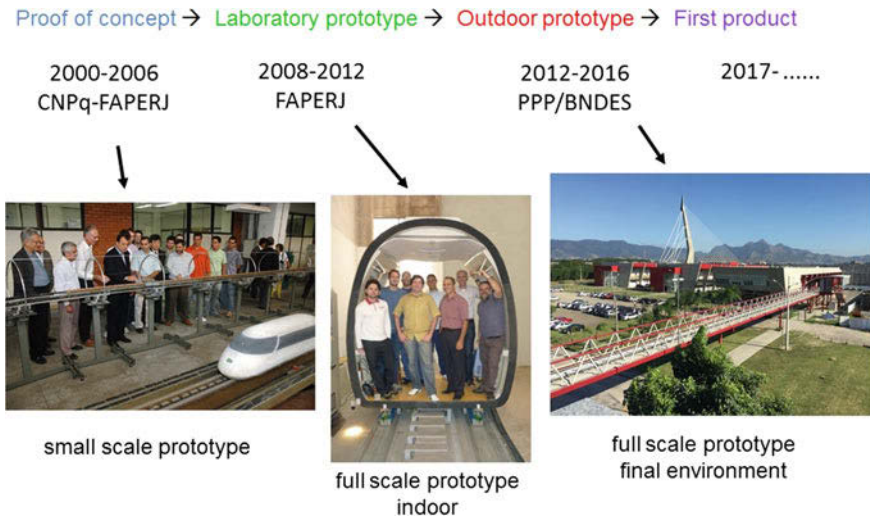 Proof of concept → Laboratory prototype → Outdoor prototype → First product
2000-2006
CNPq-FAPERJ
2008-2012
FAPERJ
2012-2016
PPP/BNDES
2017- ......
small scale prototype
full scale prototype
indoor
full scale prototype
final environment